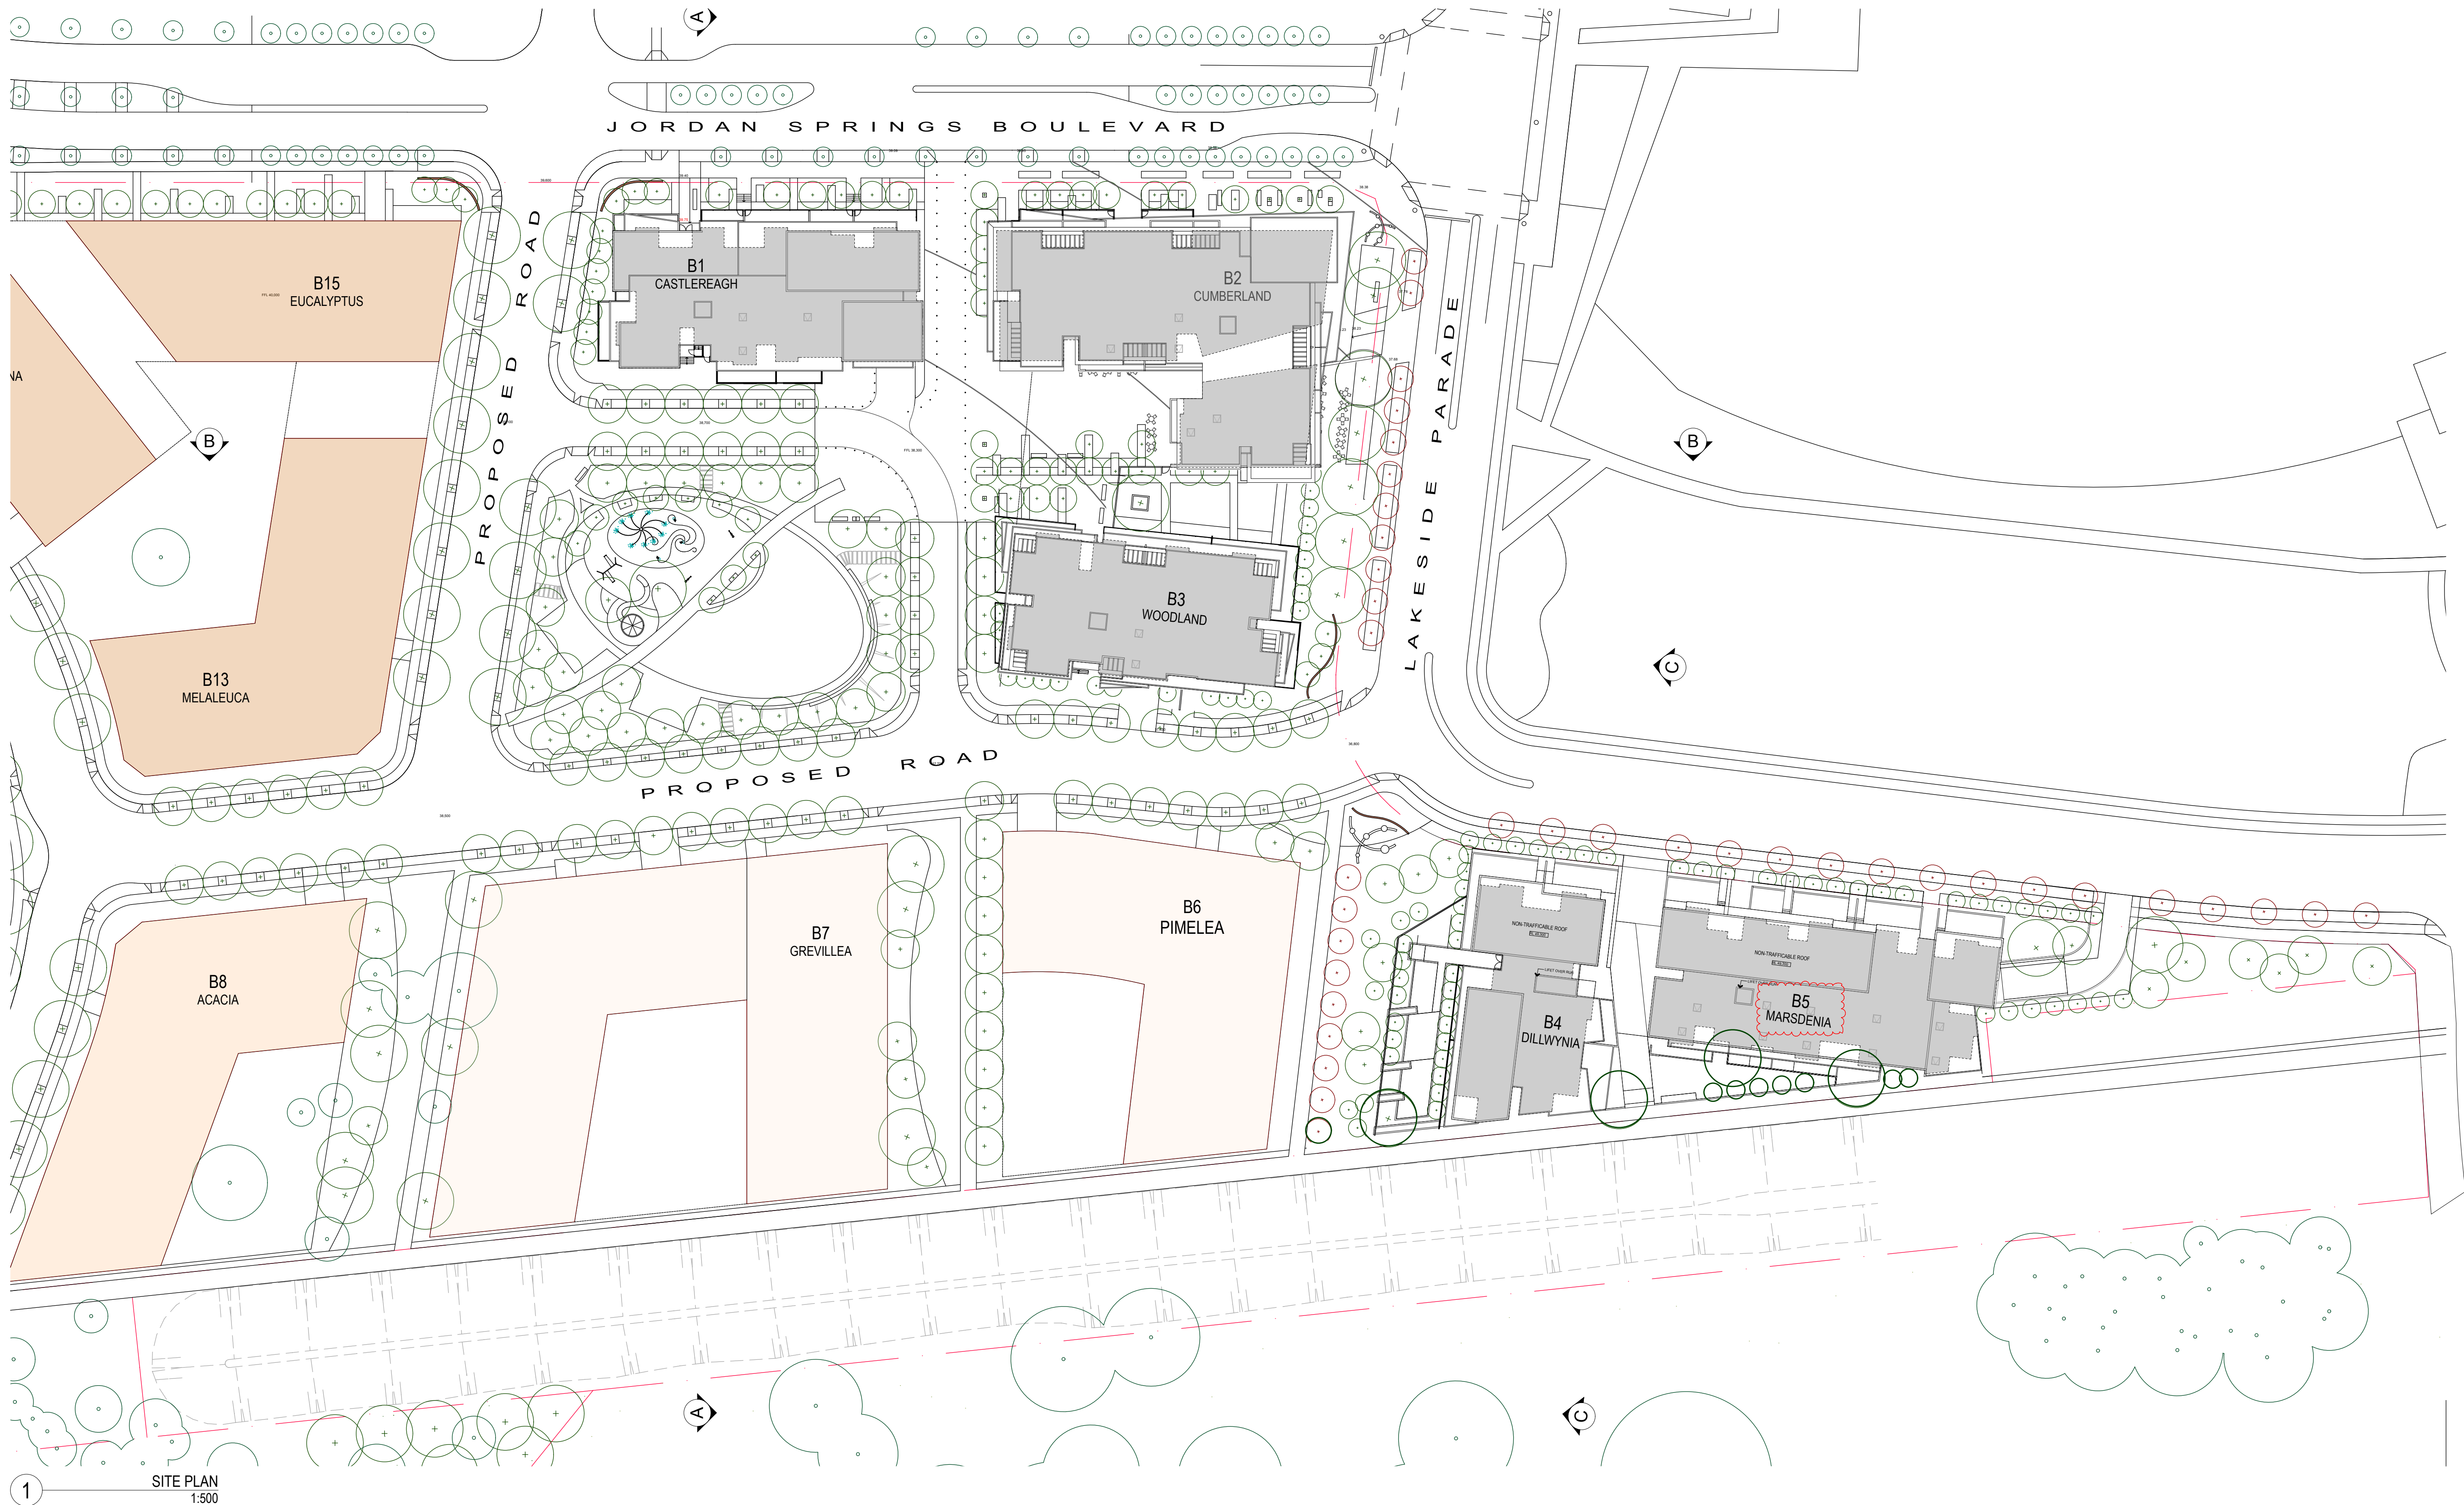 A
JORDAN SPRINGS BOULEVARD
PROPOSED ROAD
B15
EUCALYPTUS
B1
CASTLEREAGH
B2
CUMBERLAND
NA
B
B
LAKESIDE PARADE
B3
WOODLAND
B13
MELALEUCA
C
PROPOSED ROAD
B8
ACACIA
B7
GREVILLEA
B6
PIMELEA
NON-TRAFFICABLE ROOF
NON-TRAFFICABLE ROOF
B4
DILLWYNIA
B5
MARSDENIA
A
C
1
SITE PLAN
1:500